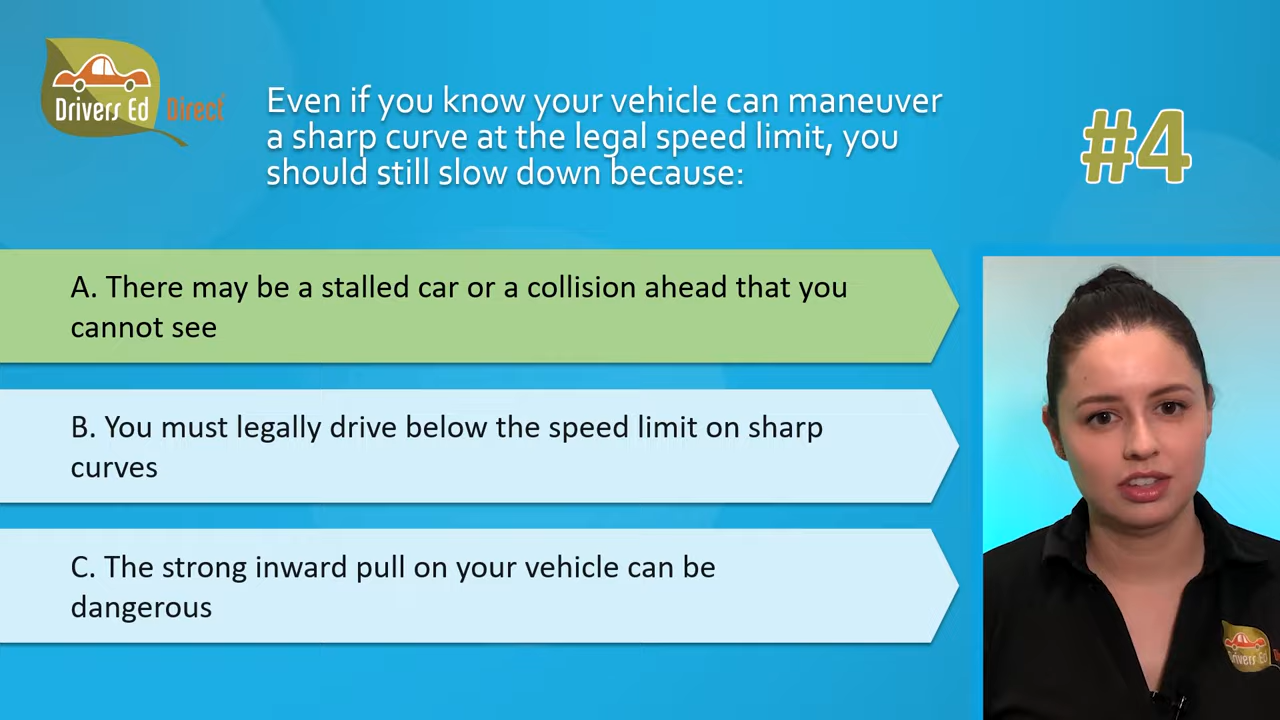 Drivers Ed Direct
Even if you know your vehicle can maneuver
a sharp curve at the legal speed limit, you
should still slow down because:
#4
A. There may be a stalled car or a collision ahead that you
cannot see
B. You must legally drive below the speed limit on sharp
curves
C. The strong inward pull on your vehicle can be
dangerous
Drivers Ed